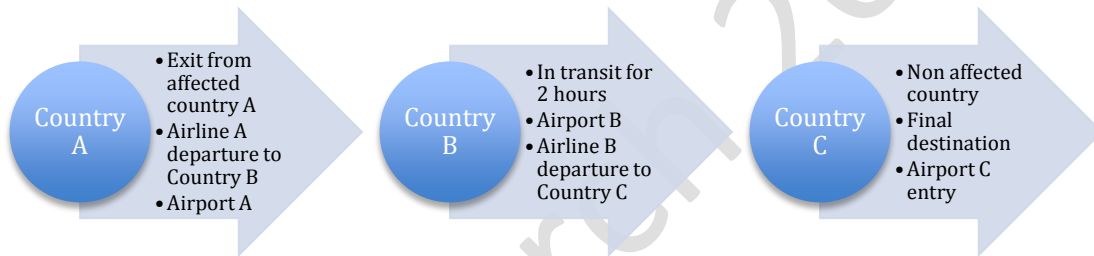 Country
A
• Exit from
affected
country A
• Airline A
departure to
Country B
• Airport A
Country
B
• In transit for
2 hours
• Airport B
• Airline B
departure to
Country C
Country
C
• Non affected
country
• Final
destination
• Airport C
entry